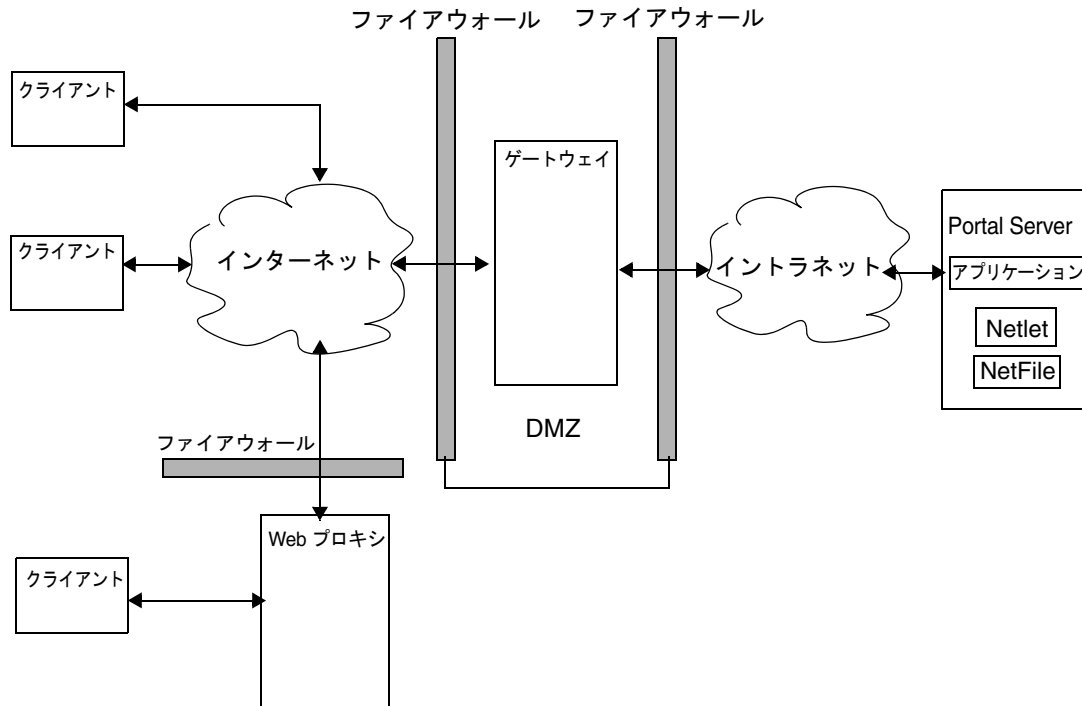 ファイアウォール
ファイアウォール
クライアント
ゲートウェイ
クライアント
インターネット
イントラネット
Portal Server
アプリケーション
Netlet
NetFile
DMZ
ファイアウォール
Web プロキシ
クライアント